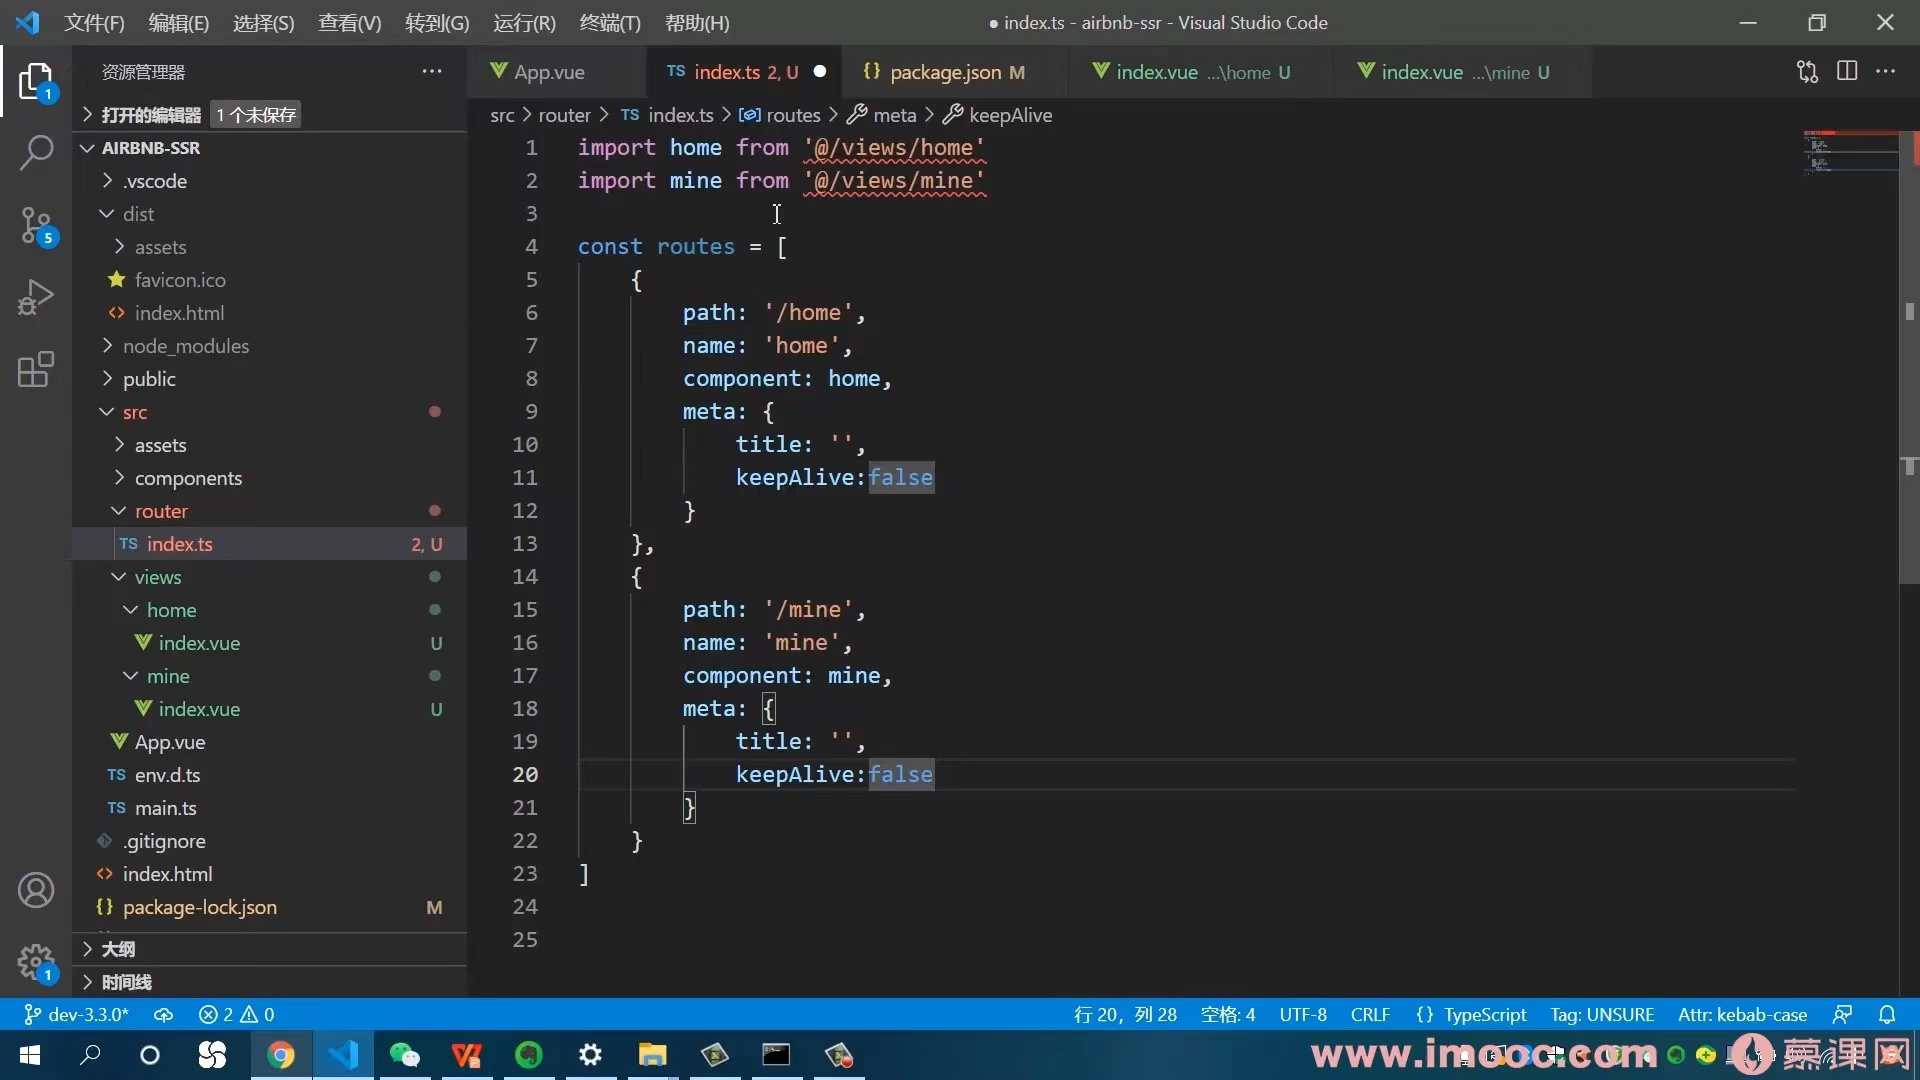 文件(F) 编辑(E) 选择(S) 查看(V) 转到(G) 运行(R) 终端(T) 帮助(H) ● index.ts - airbnb-ssr - Visual Studio Code
资源管理器
App.vue
TS index.ts 2, U
{} package.json M
index.vue ...\home U
index.vue ...\mine U
打开的编辑器 1 个未保存
src > router > TS index.ts > routes > meta > keepAlive
AIRBNB-SSR
.vscode
dist
assets
favicon.ico
index.html
node_modules
public
src
assets
components
router
TS index.ts 2, U
views
home
index.vue U
mine
index.vue U
App.vue
TS env.d.ts
TS main.ts
.gitignore
index.html
{} package-lock.json M
大纲
时间线
1
5
1
1 import home from '@/views/home'
2 import mine from '@/views/mine'
3
4 const routes = [
5 {
6 path: '/home',
7 name: 'home',
8 component: home,
9 meta: {
10 title: '',
11 keepAlive:false
12 }
13 },
14 {
15 path: '/mine',
16 name: 'mine',
17 component: mine,
18 meta: {
19 title: '',
20 keepAlive:false
21 }
22 }
23 ]
24
25
dev-3.3.0* 2 0 行 20，列 28 空格: 4 UTF-8 CRLF {} TypeScript Tag: UNSURE Attr: kebab-case
www.imooc.com 慕课网